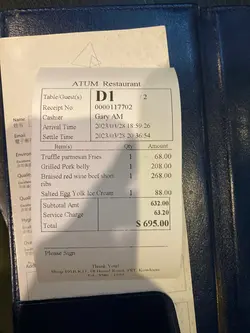 ATUM Restaurant
Table/Guest(s) D1 / 2
Receipt No. 0000117702
Cashier Gary AM
Arrival Time 2023/03/28 18:59:26
Settle Time 2023/03/28 20:36:54
Item(s) Qty Amount
Truffle parmesan Fries 1 68.00
Grilled Pork belly 1 208.00
Braised red wine beef short 1 268.00
ribs
Salted Egg Yolk Ice Cream 1 88.00
Subtotal Amt 632.00
Service Charge 63.20
Total $ 695.00
Please Sign
Thank You!